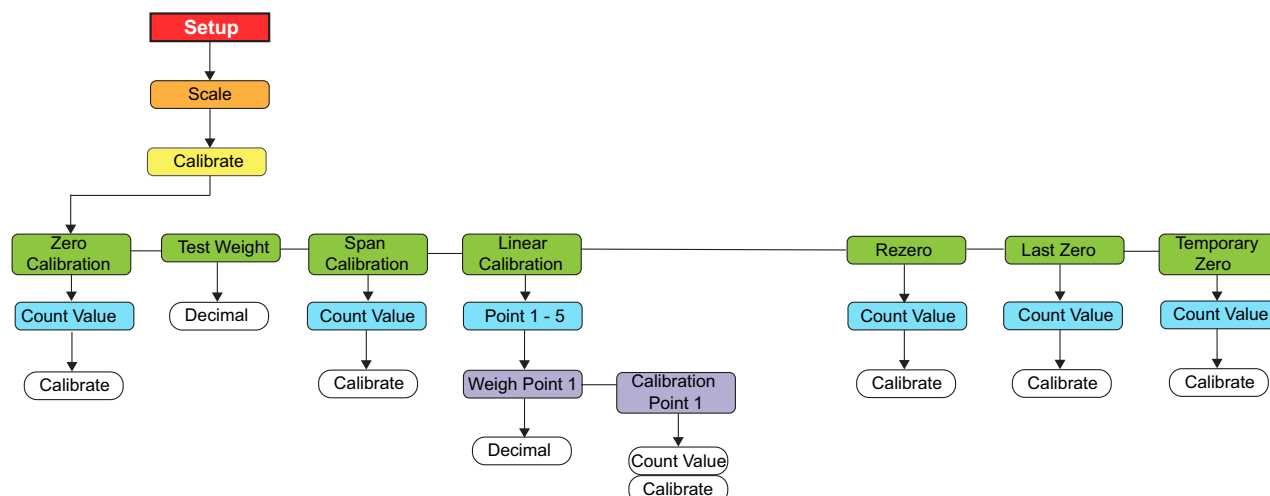 Setup
Scale
Calibrate
Zero
Calibration
Test Weight
Span
Calibration
Linear
Calibration
Rezero
Last Zero
Temporary
Zero
Count Value
Decimal
Count Value
Point 1 - 5
Count Value
Count Value
Count Value
Calibrate
Calibrate
Weigh Point 1
Calibration
Point 1
Calibrate
Calibrate
Calibrate
Decimal
Count Value
Calibrate